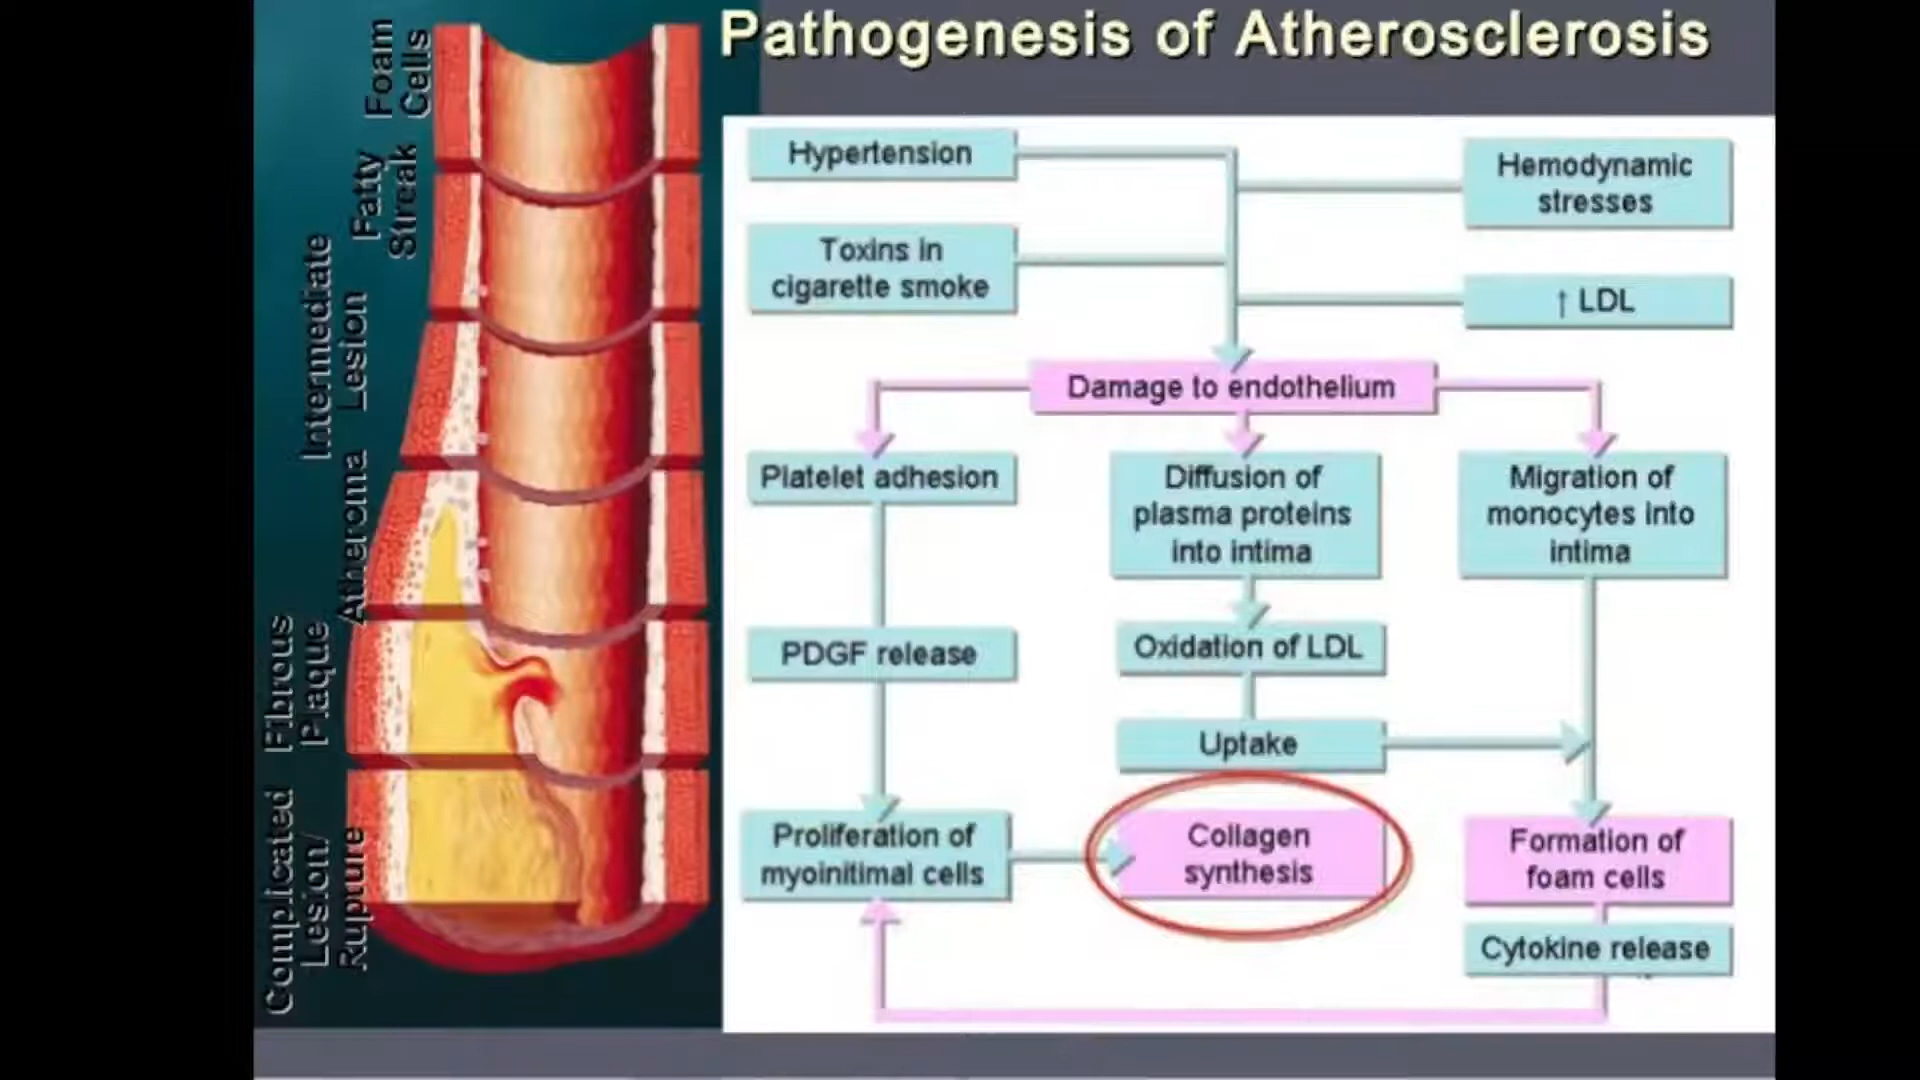 Pathogenesis of Atherosclerosis
Foam
Cells
Fatty
Streak
Intermediate
Lesion
Atheroma
Fibrous
Plaque
Complicated
Lesion/
Rupture
Hypertension
Hemodynamic
stresses
Toxins in
cigarette smoke
↑ LDL
Damage to endothelium
Platelet adhesion
Diffusion of
plasma proteins
into intima
Migration of
monocytes into
intima
PDGF release
Oxidation of LDL
Uptake
Proliferation of
myoinitimal cells
Collagen
synthesis
Formation of
foam cells
Cytokine release